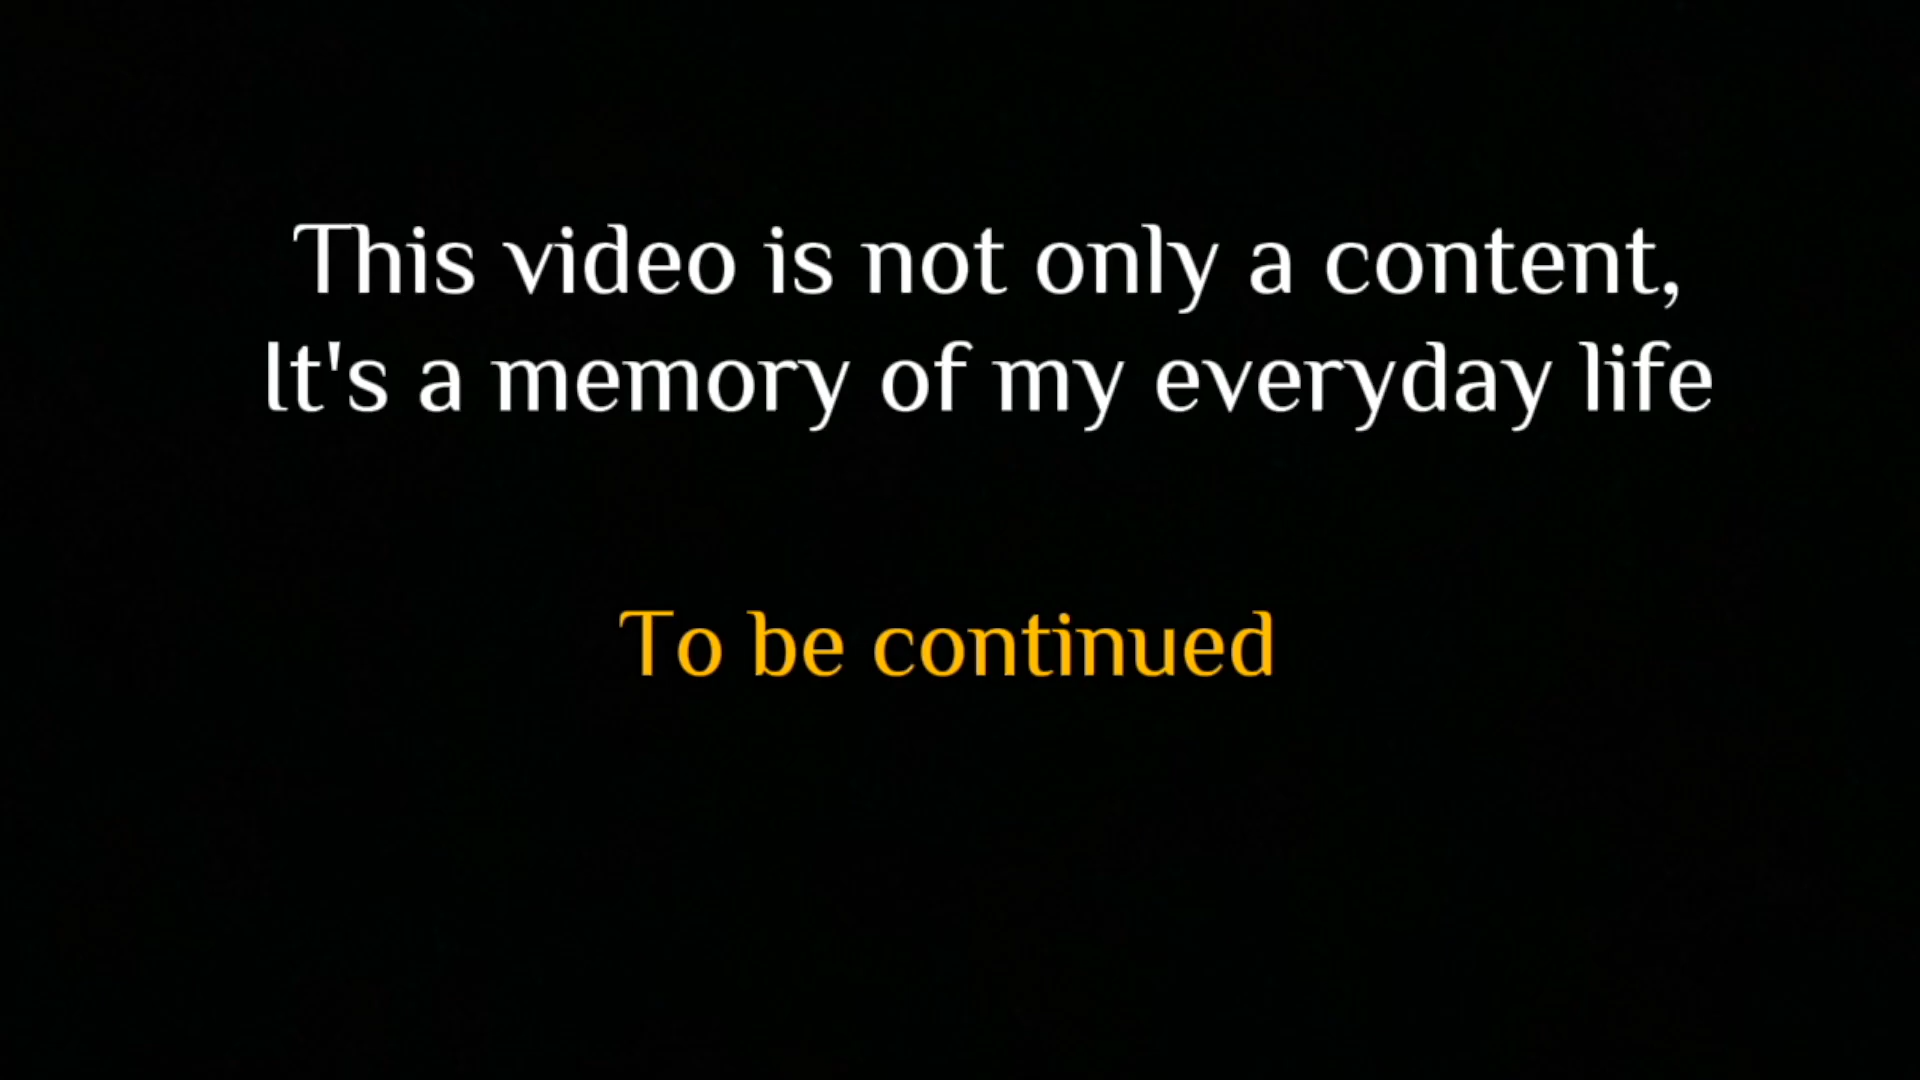 This video is not only a content,
It's a memory of my everyday life
To be continued